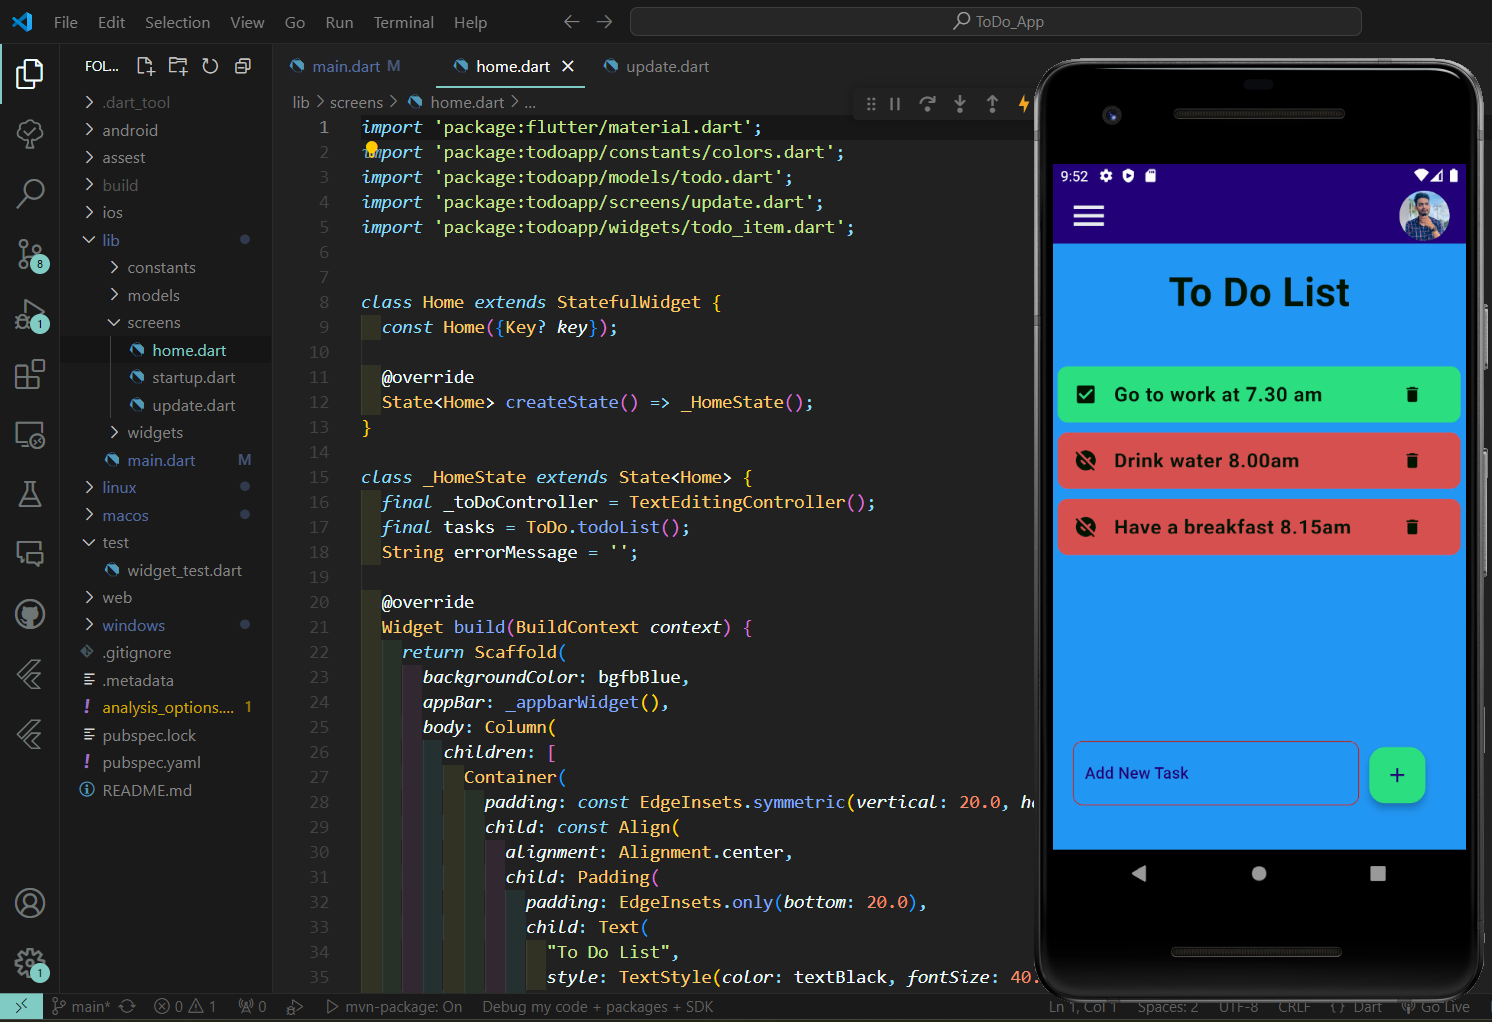 File Edit Selection View Go Run Terminal Help
ToDo_App
FOL...
.dart_tool
android
assest
build
ios
lib
constants
models
screens
home.dart
startup.dart
update.dart
widgets
main.dart M
linux
macos
test
widget_test.dart
web
windows
.gitignore
.metadata
analysis_options.... 1
pubspec.lock
pubspec.yaml
README.md
8
1
1
main.dart M home.dart update.dart
lib > screens > home.dart > ...
1 import 'package:flutter/material.dart';
2 import 'package:todoapp/constants/colors.dart';
3 import 'package:todoapp/models/todo.dart';
4 import 'package:todoapp/screens/update.dart';
5 import 'package:todoapp/widgets/todo_item.dart';
6
7
8 class Home extends StatefulWidget {
9 const Home({Key? key});
10
11 @override
12 State<Home> createState() => _HomeState();
13 }
14
15 class _HomeState extends State<Home> {
16 final _toDoController = TextEditingController();
17 final tasks = ToDo.todoList();
18 String errorMessage = '';
19
20 @override
21 Widget build(BuildContext context) {
22 return Scaffold(
23 backgroundColor: bgfbBlue,
24 appBar: _appbarWidget(),
25 body: Column(
26 children: [
27 Container(
28 padding: const EdgeInsets.symmetric(vertical: 20.0, ho
29 child: const Align(
30 alignment: Alignment.center,
31 child: Padding(
32 padding: EdgeInsets.only(bottom: 20.0),
33 child: Text(
34 "To Do List",
35 style: TextStyle(color: textBlack, fontSize: 40.
9:52
To Do List
Go to work at 7.30 am
Drink water 8.00am
Have a breakfast 8.15am
Add New Task
+
main* 0 1 0 mvn-package: On Debug my code + packages + SDK Ln 1, Col 1 Spaces: 2 UTF-8 CRLF {} Dart Go Live